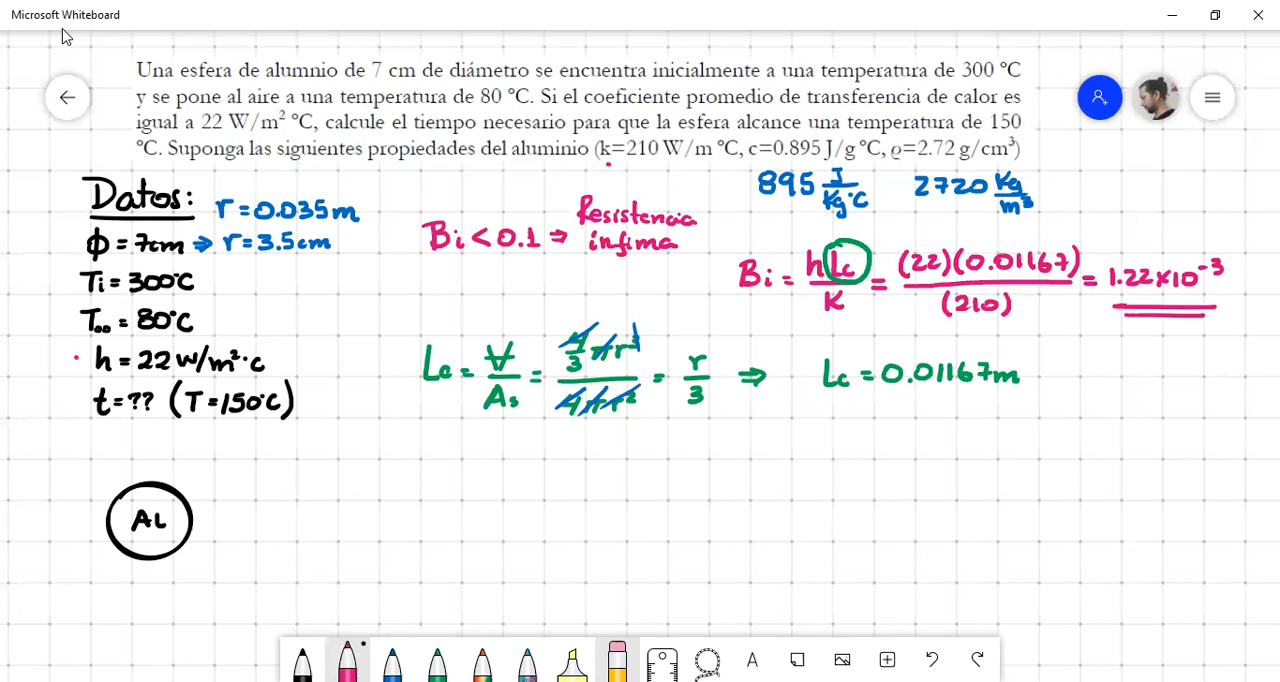 Microsoft Whiteboard
Una esfera de alumnio de 7 cm de diámetro se encuentra inicialmente a una temperatura de 300 °C
y se pone al aire a una temperatura de 80 °C. Si el coeficiente promedio de transferencia de calor es
igual a 22 W/m² °C, calcule el tiempo necesario para que la esfera alcance una temperatura de 150
°C. Suponga las siguientes propiedades del aluminio (k=210 W/m °C, c=0.895 J/g °C, ρ=2.72 g/cm³)
895 J/Kg°C 2720 Kg/m³
Datos:
r = 0.035m
φ = 7cm ⇒ r = 3.5cm
Ti = 300°C
T∞ = 80°C
h = 22 W/m²·c
t = ?? (T = 150°C)
Bi < 0.1 ⇒ Resistencia
ínfima
Bi = hLc/K = (22)(0.01167)/(210) = 1.22×10⁻³
Lc = V/As = 4/3 πr³/4πr² = r/3 ⇒ Lc = 0.01167m
AL
A